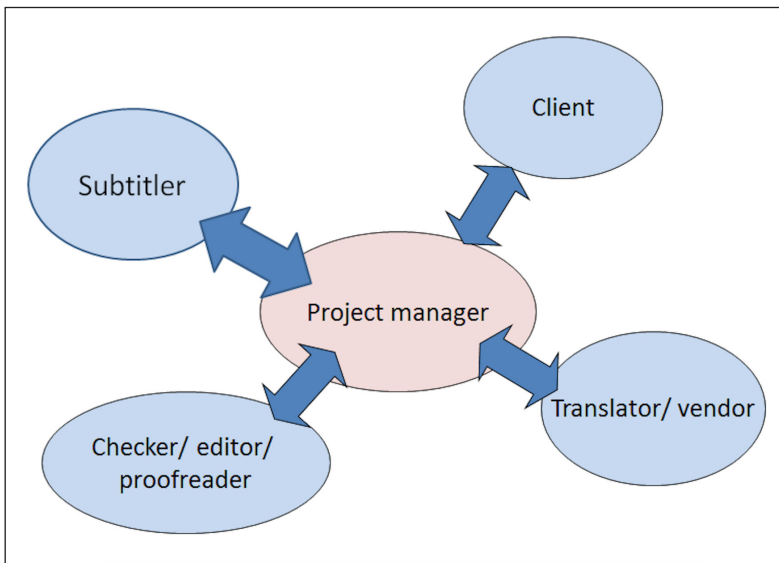 Client
Subtitler
Project manager
Translator/ vendor
Checker/ editor/
proofreader